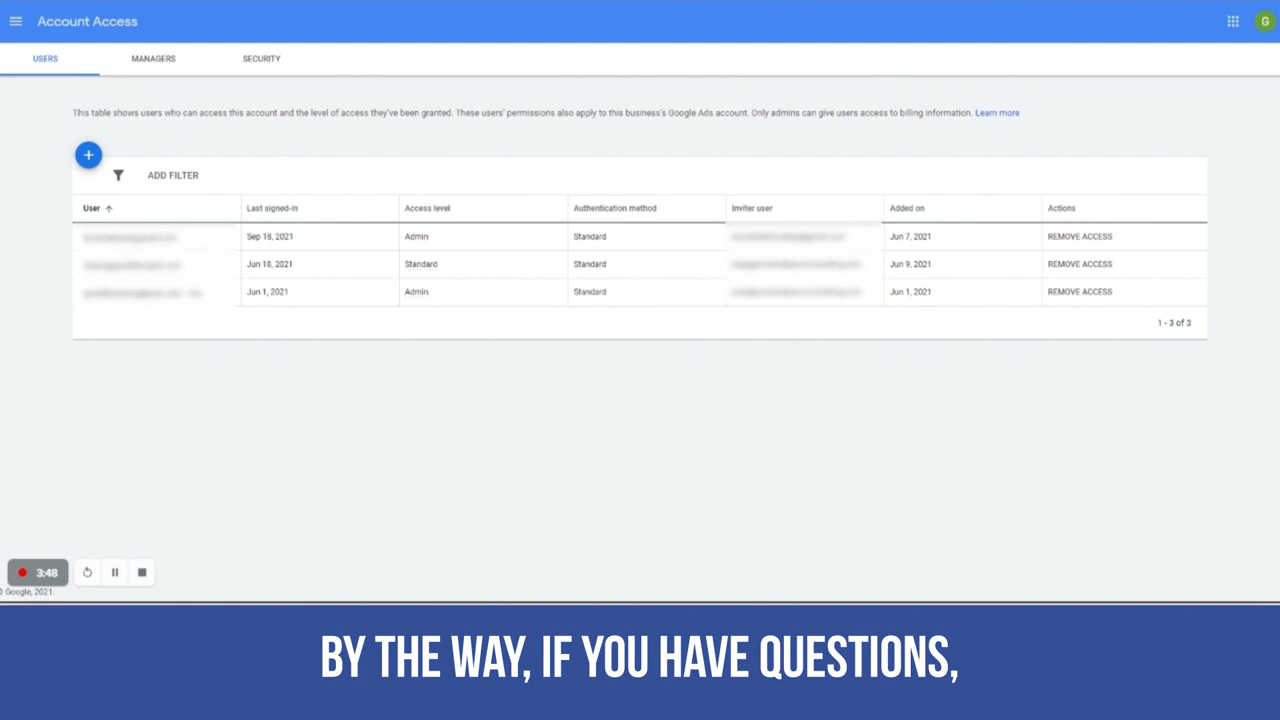 Account Access
G
USERS MANAGERS SECURITY
This table shows users who can access this account and the level of access they've been granted. These users' permissions also apply to this business's Google Ads account. Only admins can give users access to billing information. Learn more
ADD FILTER
User Last signed-in Access level Authentication method Inviter user Added on Actions
Sep 18, 2021 Admin Standard Jun 7, 2021 REMOVE ACCESS
Jun 18, 2021 Standard Standard Jun 9, 2021 REMOVE ACCESS
Jun 1, 2021 Admin Standard Jun 1, 2021 REMOVE ACCESS
1 - 3 of 3
3:48
© Google, 2021.
BY THE WAY, IF YOU HAVE QUESTIONS,